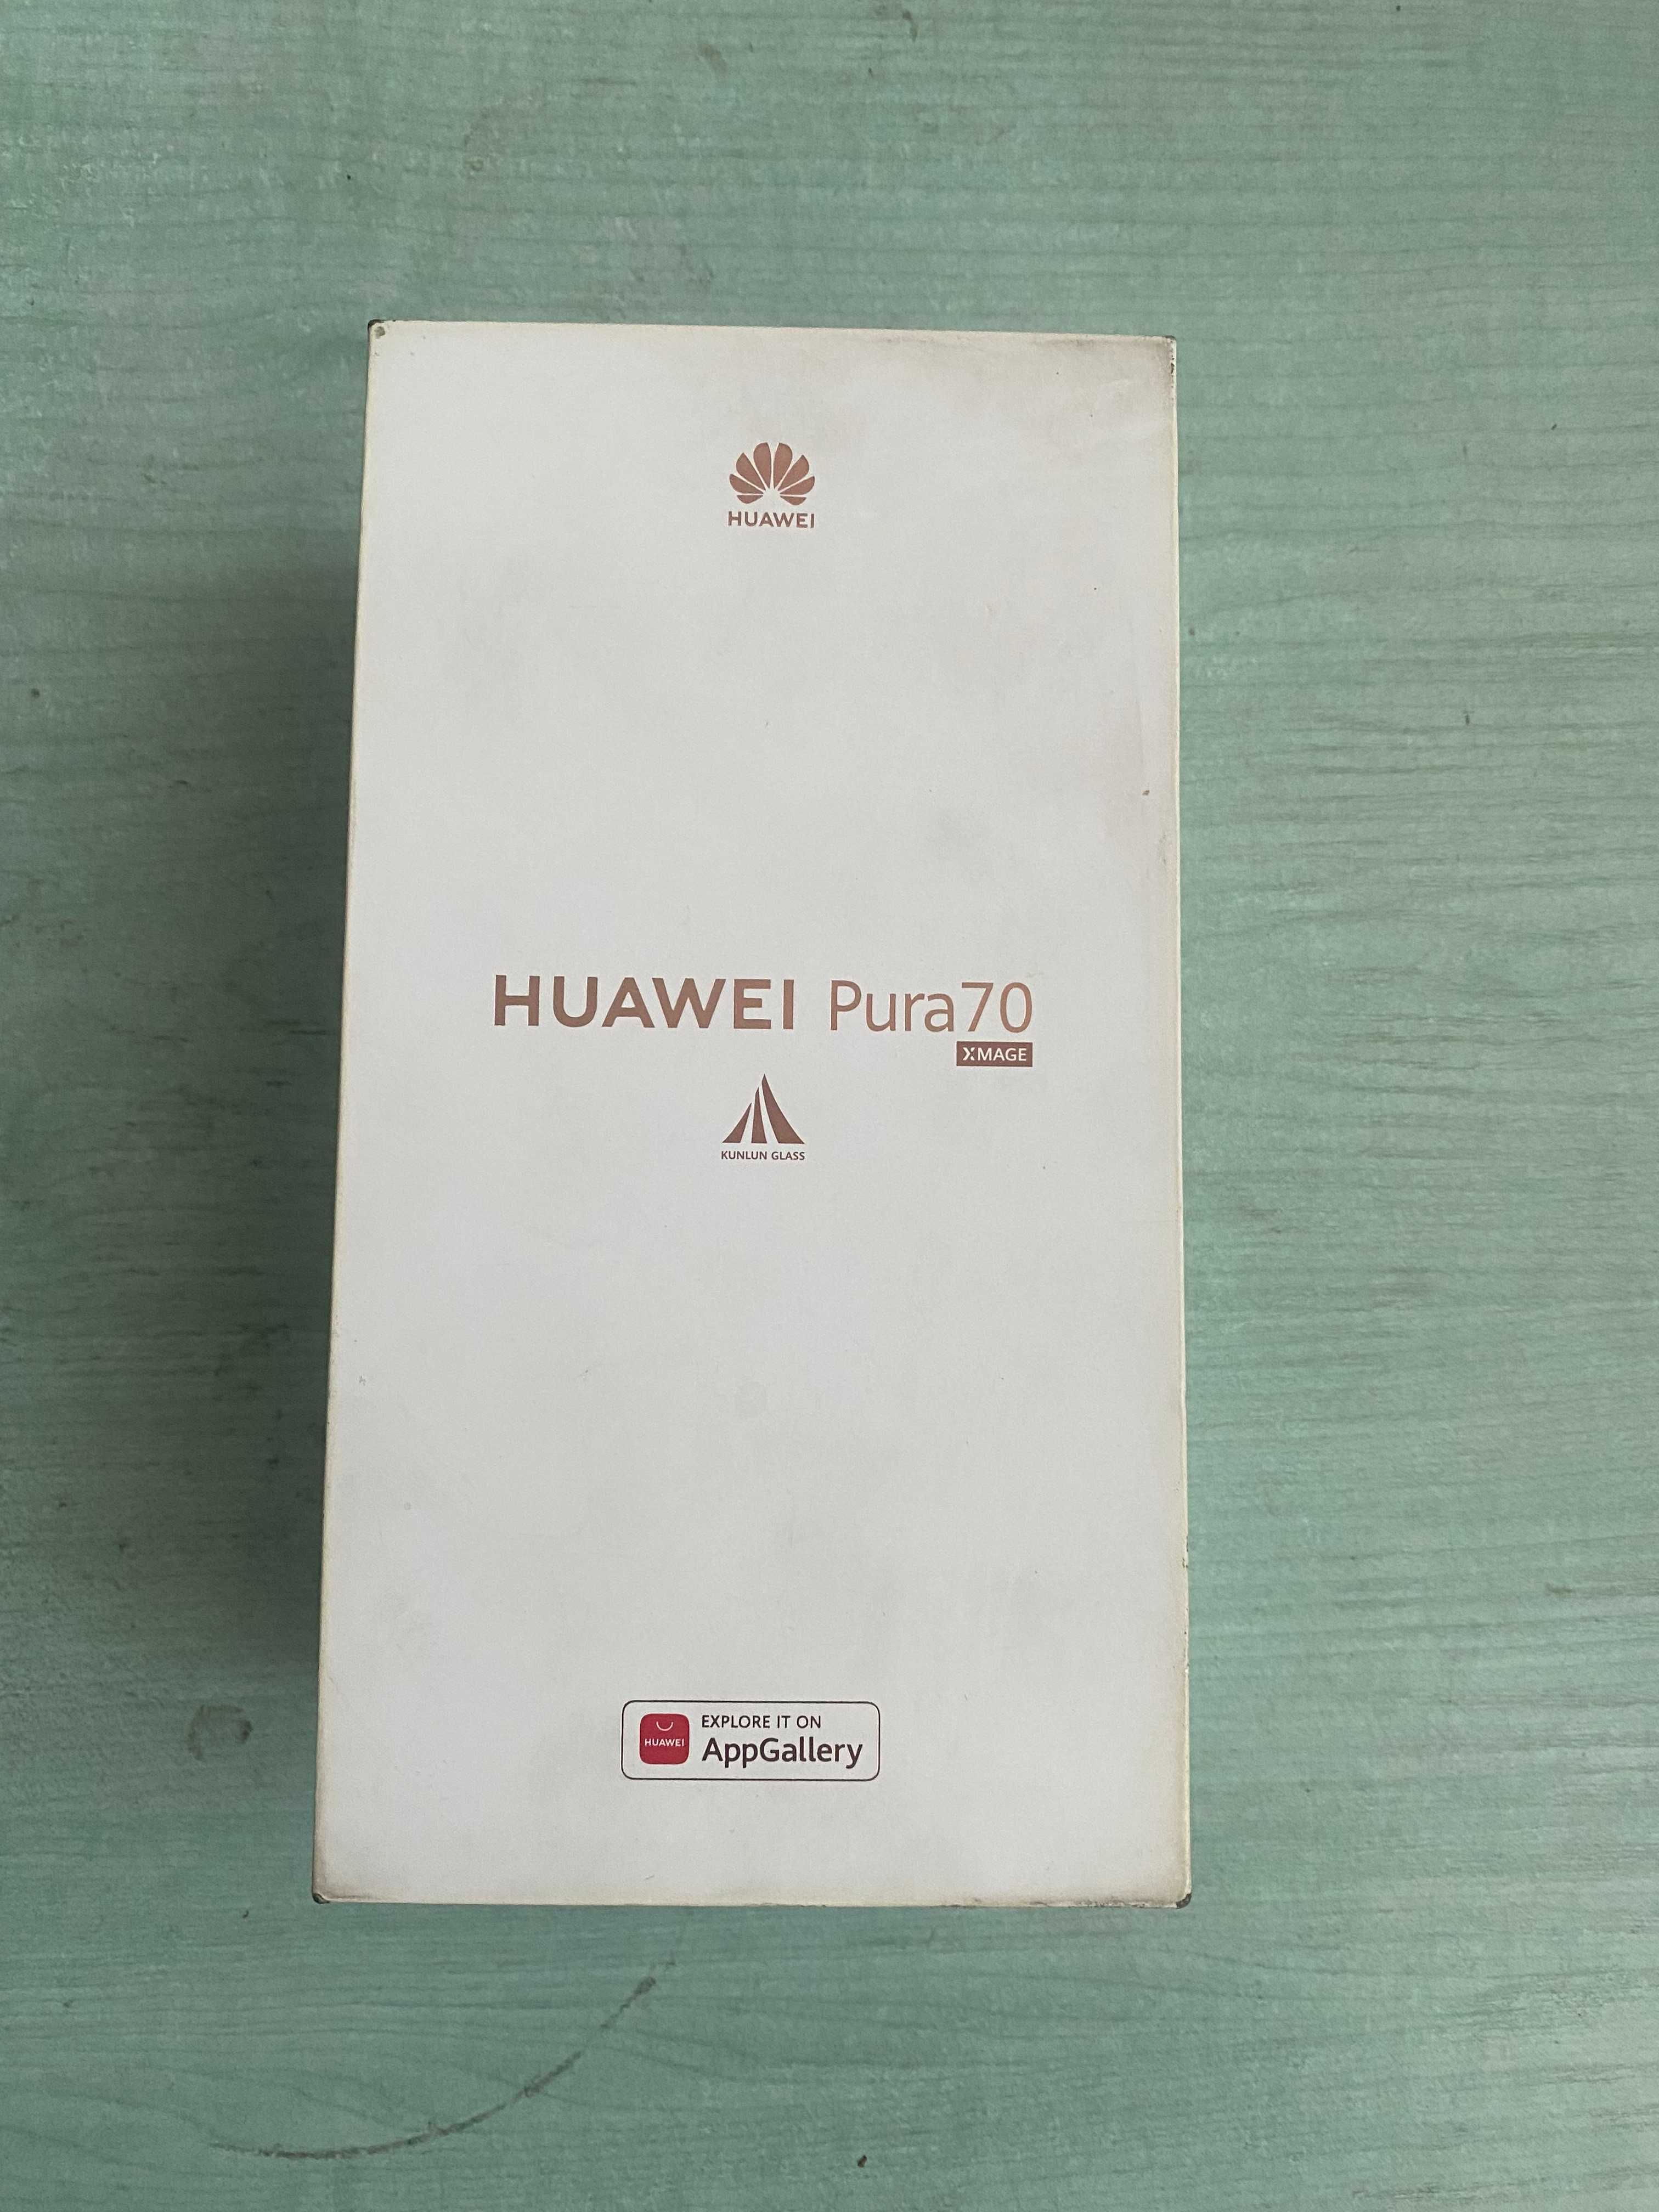 HUAWEI
HUAWEI Pura70
XMAGE
KUNLUN GLASS
HUAWEI
EXPLORE IT ON
AppGallery